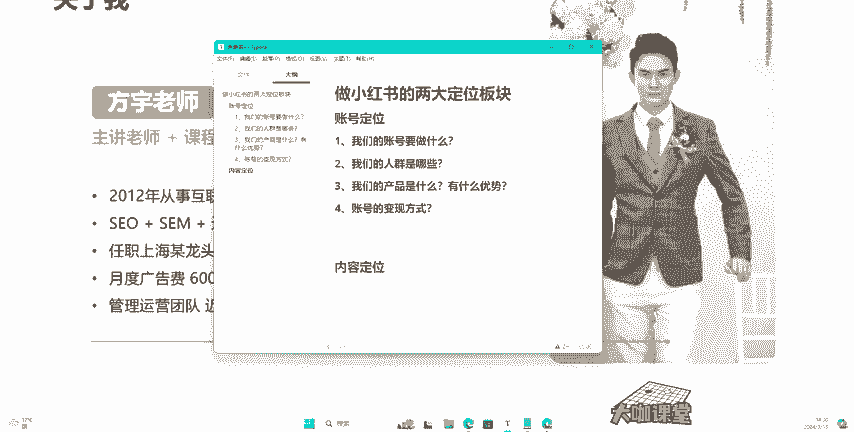 关于我
方宇老师
主讲老师 + 课程
2012年从事互联
SEO + SEM +
任职上海某龙头
月度广告费 600
管理运营团队 近
大纲
做小红书的两大定位板块
账号定位
1、我们的账号要做什么?
2、我们的人群是哪些?
3、我们的产品是什么? 有什么优势?
4、账号的变现方式?
内容定位
做小红书的两大定位板块
账号定位
1、我们的账号要做什么?
2、我们的人群是哪些?
3、我们的产品是什么? 有什么优势?
4、账号的变现方式?
内容定位
大咖课堂
搜索